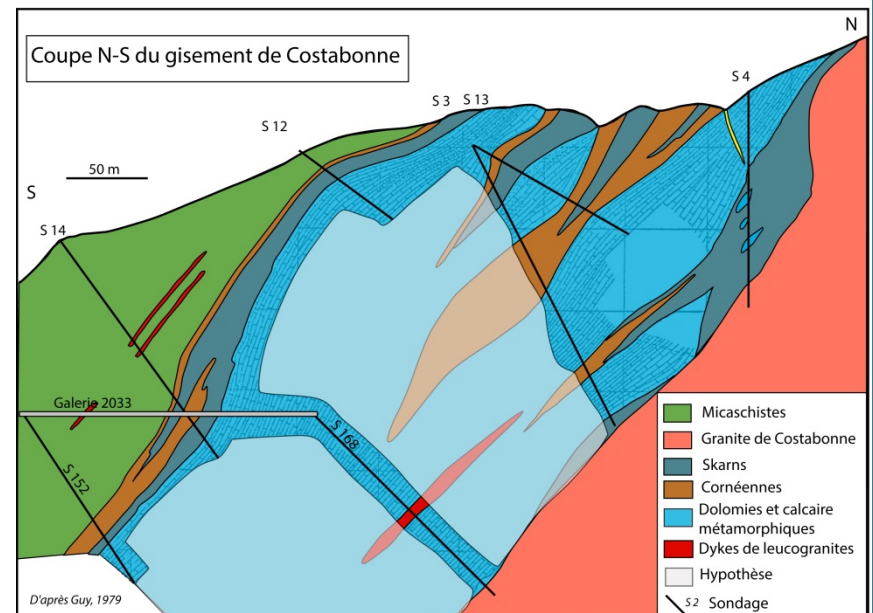 N
Coupe N-S du gisement de Costabonne
S 4
S 3 S 13
S 12
50 m
S
S 14
Galerie 2033
S 168
S 152
Micaschistes
Granite de Costabonne
Skarns
Cornéennes
Dolomies et calcaire
métamorphiques
Dykes de leucogranites
Hypothèse
S 2 Sondage
D'après Guy, 1979